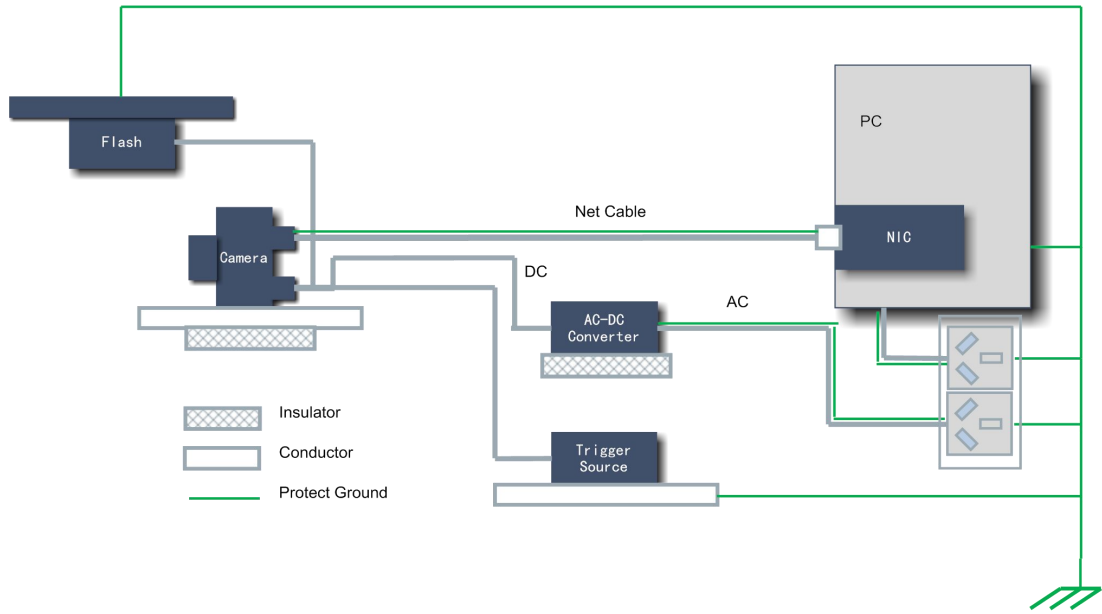 Flash
PC
Net Cable
NIC
Camera
DC
AC
AC-DC
Converter
Insulator
Conductor
Trigger
Source
Protect Ground